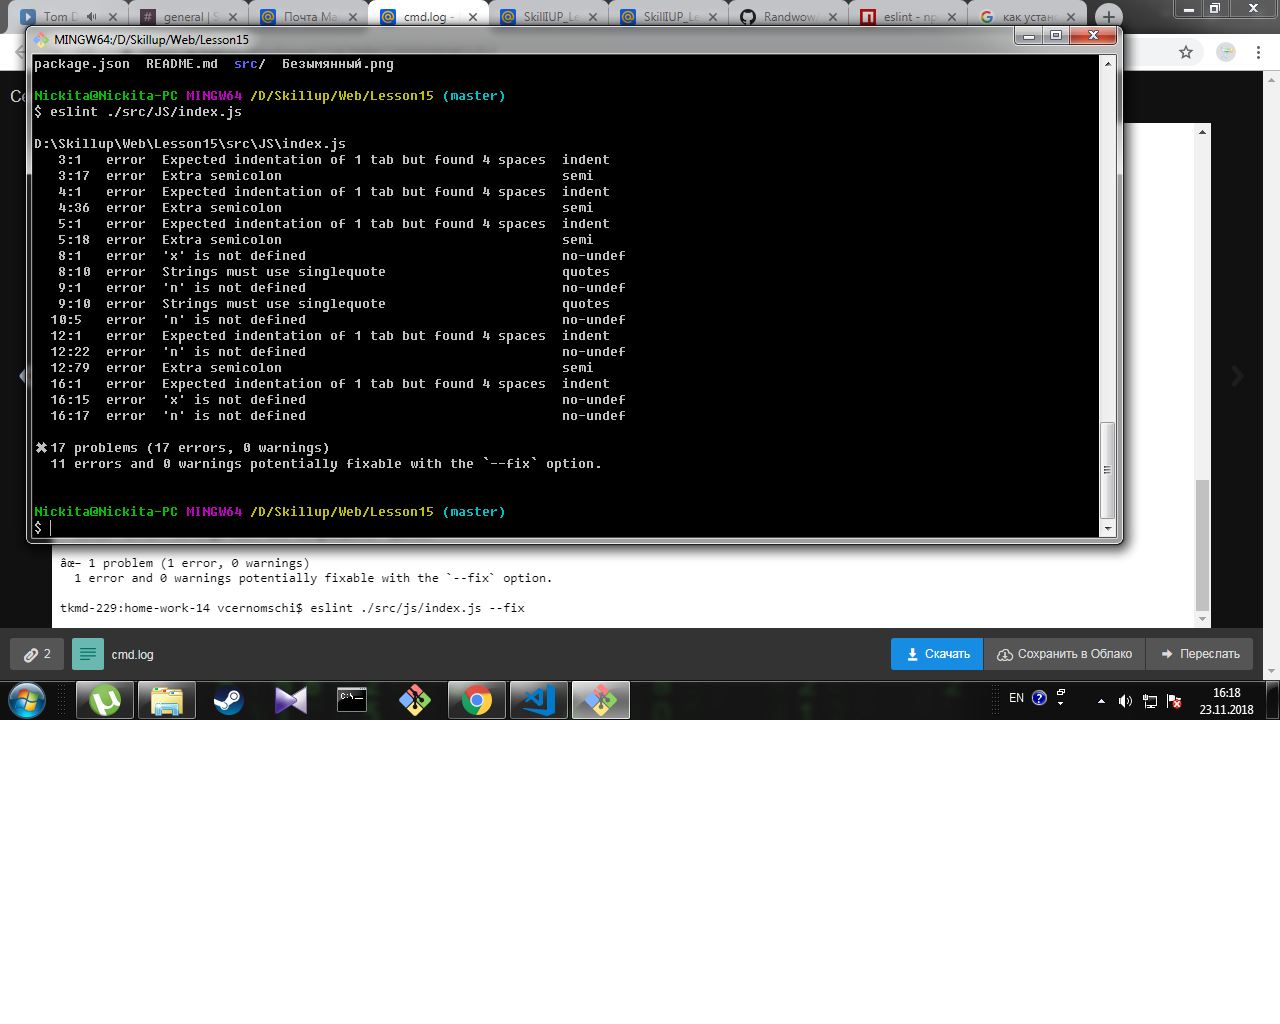 Tom D
general | S
Почта Ma
cmd.log -
SkillUP_Le
SkillUP_Le
Randwow/
eslint - np
как устан
MINGW64:/D/Skillup/Web/Lesson15
package.json README.md src/ Безымянный.png
Nickita@Nickita-PC MINGW64 /D/Skillup/Web/Lesson15 (master)
$ eslint ./src/JS/index.js
D:\Skillup\Web\Lesson15\src\JS\index.js
3:1 error Expected indentation of 1 tab but found 4 spaces indent
3:17 error Extra semicolon semi
4:1 error Expected indentation of 1 tab but found 4 spaces indent
4:36 error Extra semicolon semi
5:1 error Expected indentation of 1 tab but found 4 spaces indent
5:18 error Extra semicolon semi
8:1 error 'x' is not defined no-undef
8:10 error Strings must use singlequote quotes
9:1 error 'n' is not defined no-undef
9:10 error Strings must use singlequote quotes
10:5 error 'n' is not defined no-undef
12:1 error Expected indentation of 1 tab but found 4 spaces indent
12:22 error 'n' is not defined no-undef
12:79 error Extra semicolon semi
16:1 error Expected indentation of 1 tab but found 4 spaces indent
16:15 error 'x' is not defined no-undef
16:17 error 'n' is not defined no-undef
✖ 17 problems (17 errors, 0 warnings)
11 errors and 0 warnings potentially fixable with the `--fix` option.
Nickita@Nickita-PC MINGW64 /D/Skillup/Web/Lesson15 (master)
$
âœ– 1 problem (1 error, 0 warnings)
1 error and 0 warnings potentially fixable with the `--fix` option.
tkmd-229:home-work-14 vcernomschi$ eslint ./src/js/index.js --fix
2
cmd.log
Скачать
Сохранить в Облако
Переслать
C:\
EN
16:18
23.11.2018